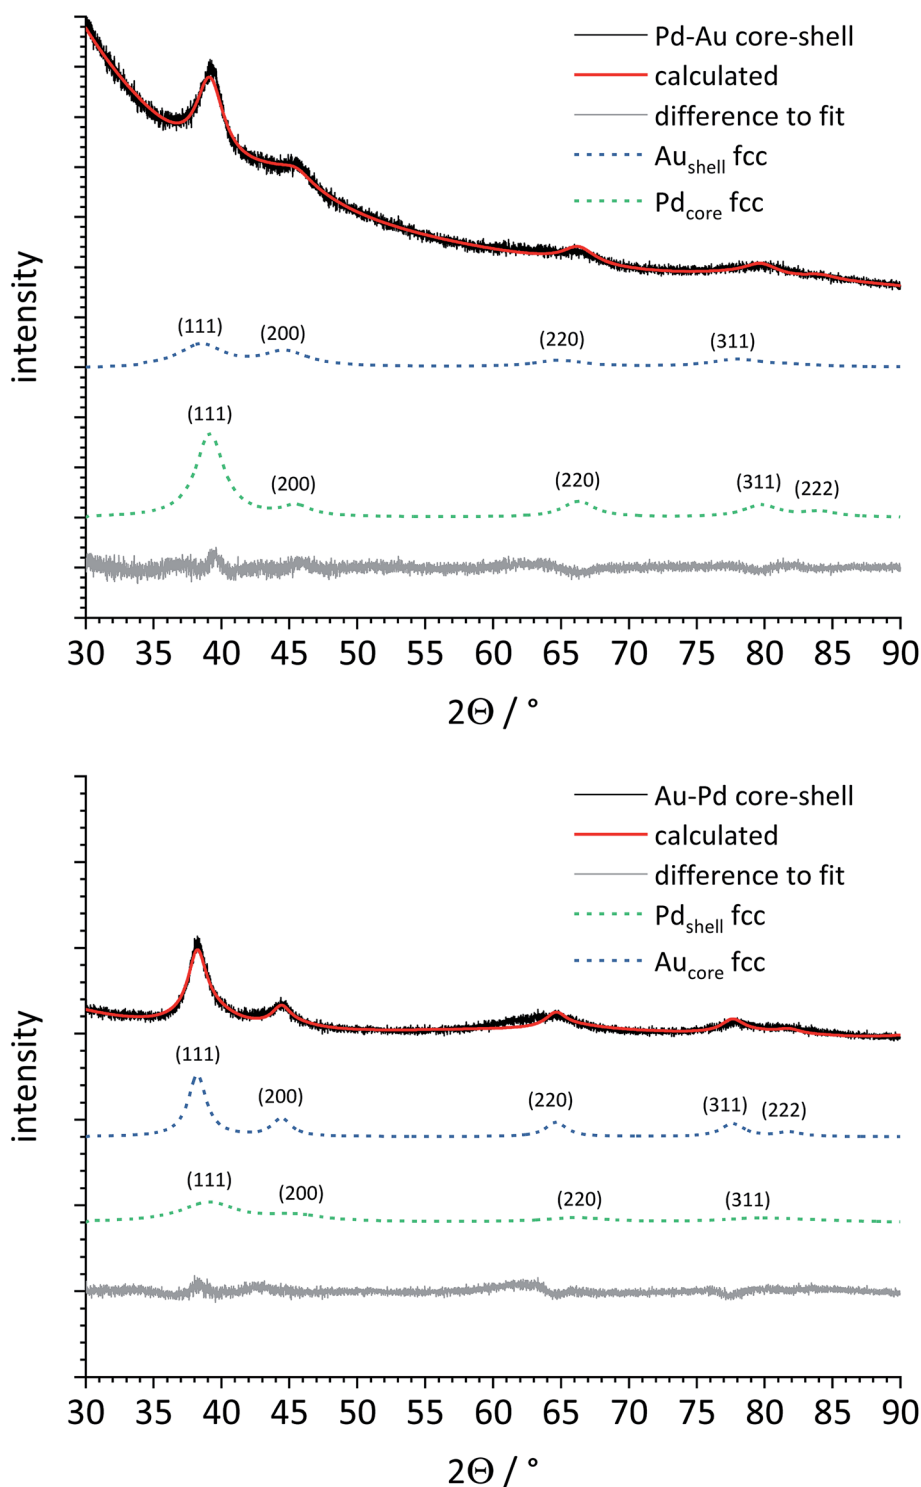 Pd-Au core-shell
calculated
difference to fit
Au_shell fcc
Pd_core fcc
intensity
(111)
(200)
(220)
(311)
(111)
(200)
(220)
(311)
(222)
30 35 40 45 50 55 60 65 70 75 80 85 90
2Θ / °
Au-Pd core-shell
calculated
difference to fit
Pd_shell fcc
Au_core fcc
intensity
(111)
(200)
(220)
(311)
(222)
(111)
(200)
(220)
(311)
30 35 40 45 50 55 60 65 70 75 80 85 90
2Θ / °